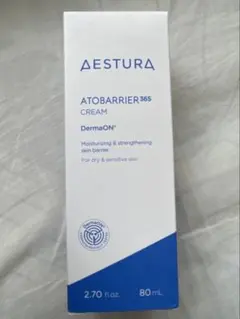 AESTURA
ATOBARRIER365
CREAM
DermaON®
Moisturizing & strengthening
skin barrier
For dry & sensitive skin
2.70 fl.oz. 80 mL